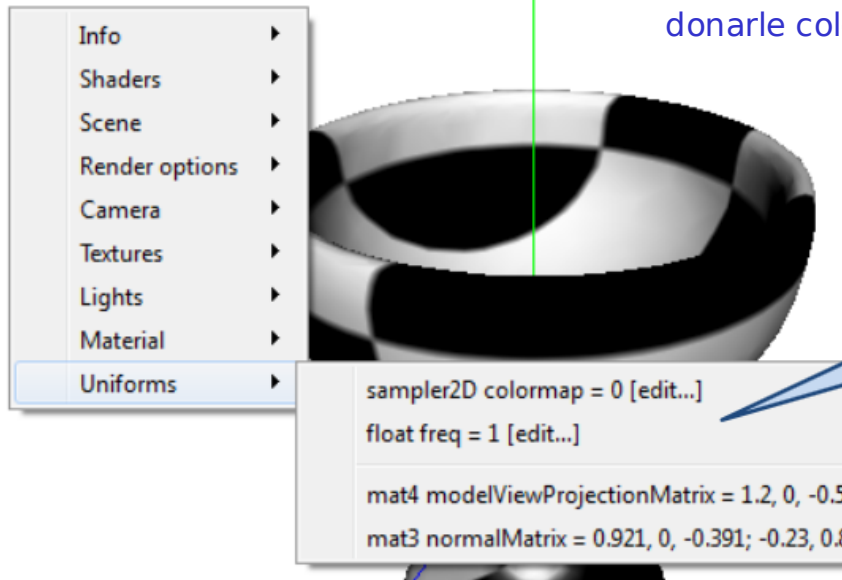 donarle col
Info
Shaders
Scene
Render options
Camera
Textures
Lights
Material
Uniforms
sampler2D colormap = 0 [edit...]
float freq = 1 [edit...]
mat4 modelViewProjectionMatrix = 1.2, 0, -0.5
mat3 normalMatrix = 0.921, 0, -0.391; -0.23, 0.8